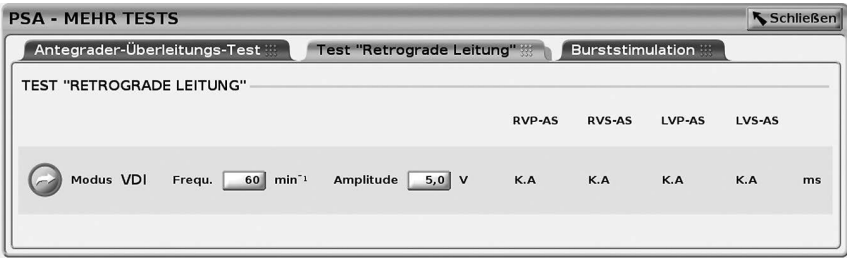 PSA - MEHR TESTS
Schließen
Antegrader-Überleitungs-Test
Test "Retrograde Leitung"
Burststimulation
TEST "RETROGRADE LEITUNG"
RVP-AS RVS-AS LVP-AS LVS-AS
Modus VDI Frequ. 60 min⁻¹ Amplitude 5,0 V K.A K.A K.A K.A ms